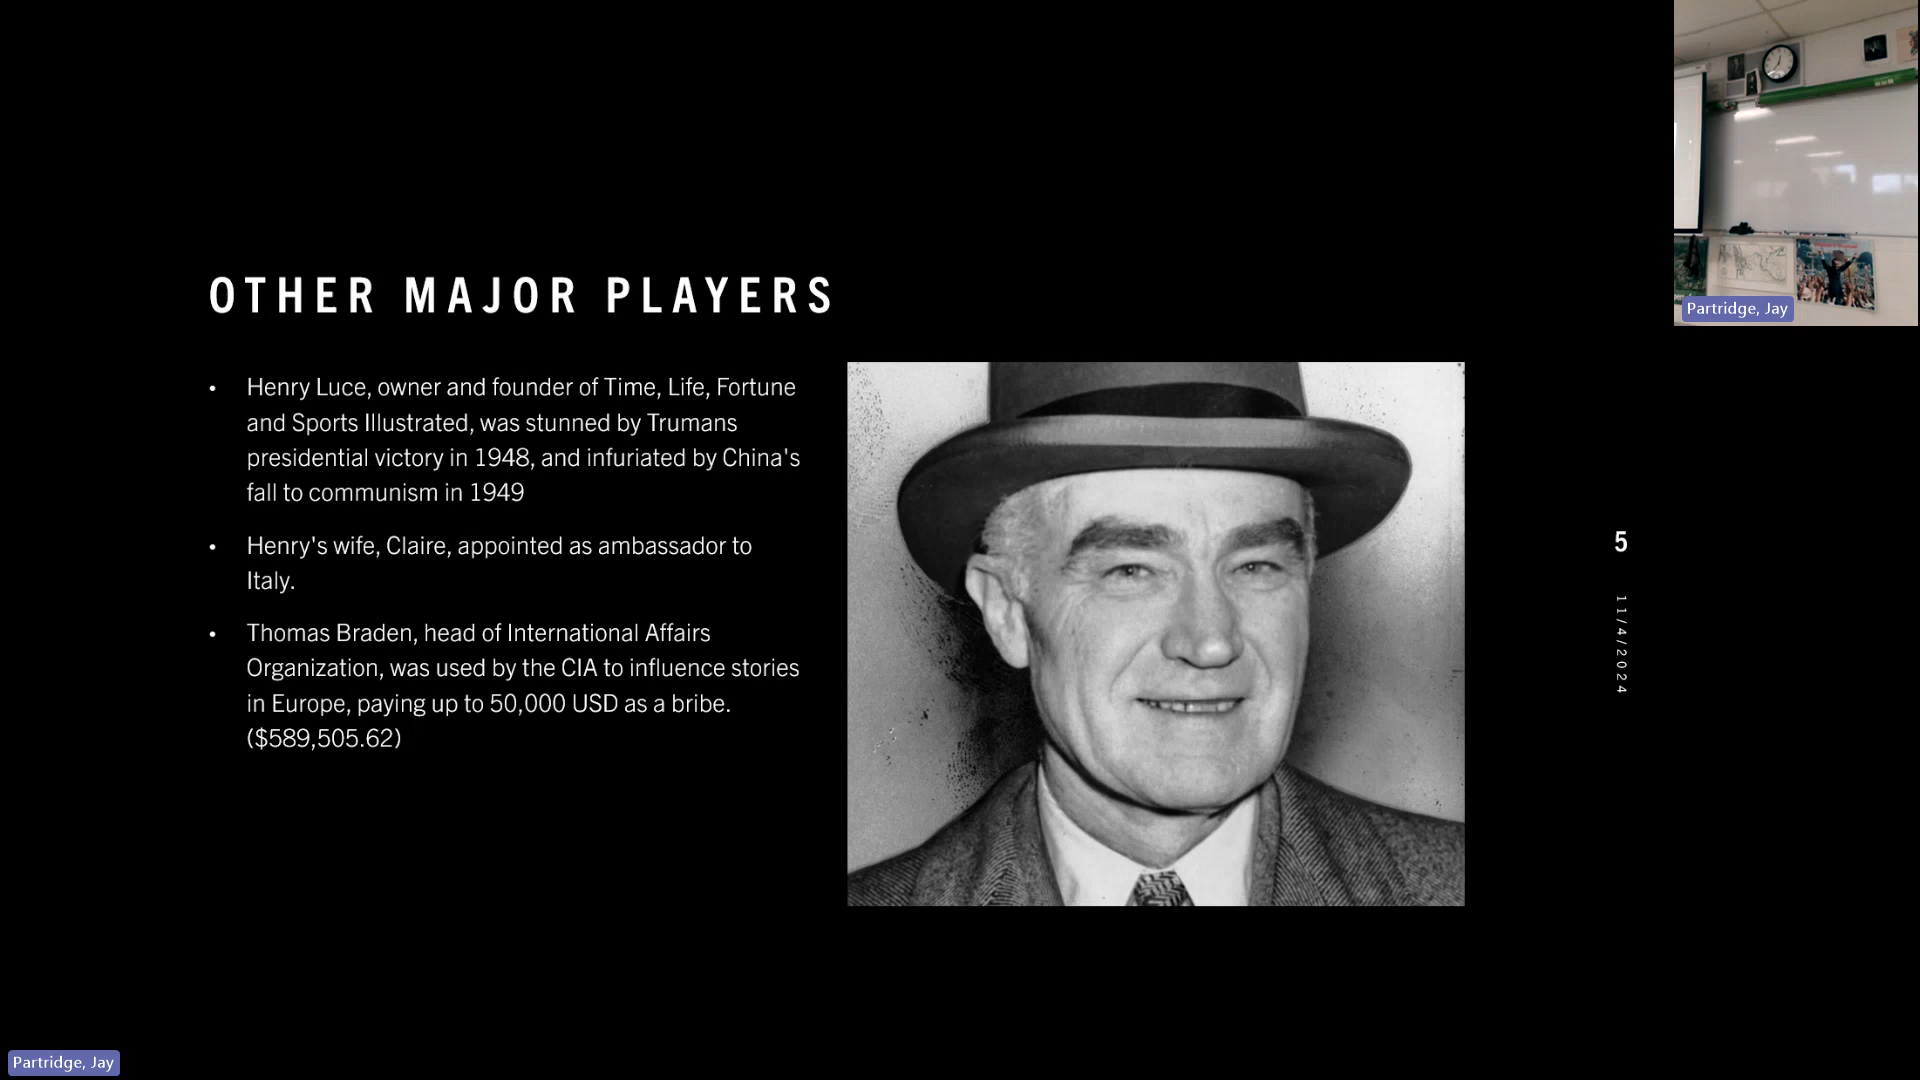 OTHER MAJOR PLAYERS
• Henry Luce, owner and founder of Time, Life, Fortune
and Sports Illustrated, was stunned by Trumans
presidential victory in 1948, and infuriated by China's
fall to communism in 1949
• Henry's wife, Claire, appointed as ambassador to
Italy.
• Thomas Braden, head of International Affairs
Organization, was used by the CIA to influence stories
in Europe, paying up to 50,000 USD as a bribe.
($589,505.62)
5
11/4/2024
Partridge, Jay
Partridge, Jay